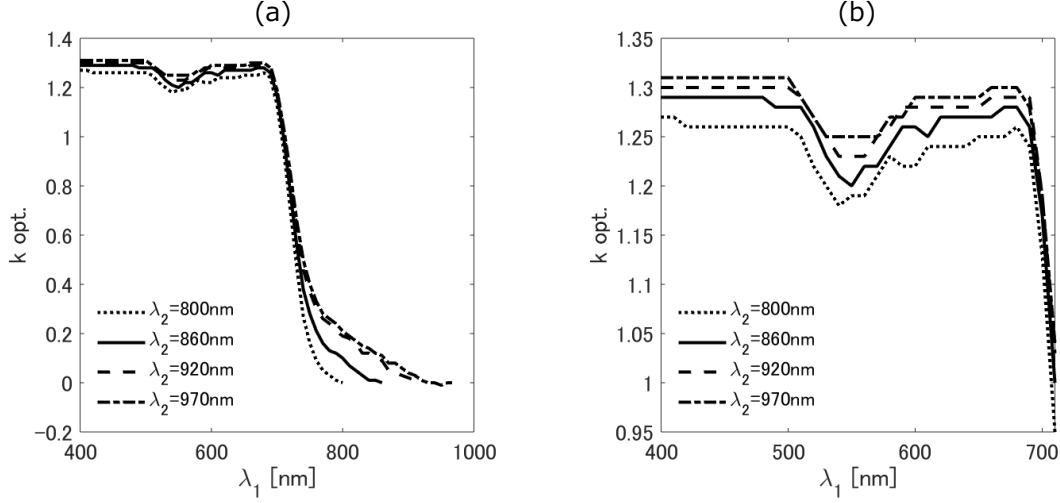 (a)
1.4
1.2
1
0.8
0.6
0.4
0.2
0
−0.2
k opt.
400 600 800 1000
λ₁ [nm]
λ₂=800nm
λ₂=860nm
λ₂=920nm
λ₂=970nm
(b)
1.35
1.3
1.25
1.2
1.15
1.1
1.05
1
0.95
k opt.
400 500 600 700
λ₁ [nm]
λ₂=800nm
λ₂=860nm
λ₂=920nm
λ₂=970nm